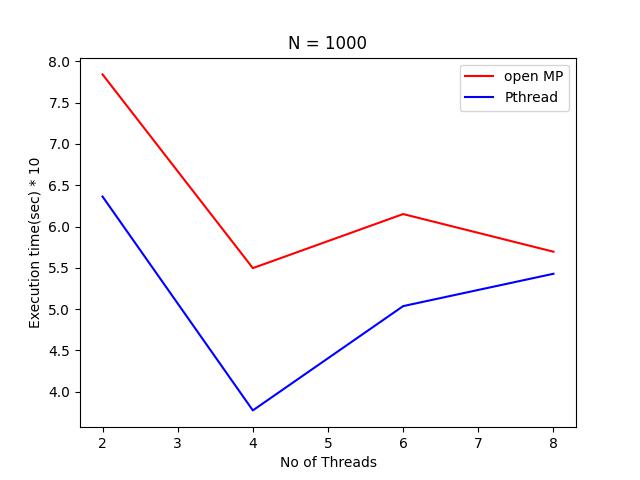 N = 1000
open MP
Pthread
8.0
7.5
7.0
6.5
6.0
5.5
5.0
4.5
4.0
Execution time(sec) * 10
2 3 4 5 6 7 8
No of Threads